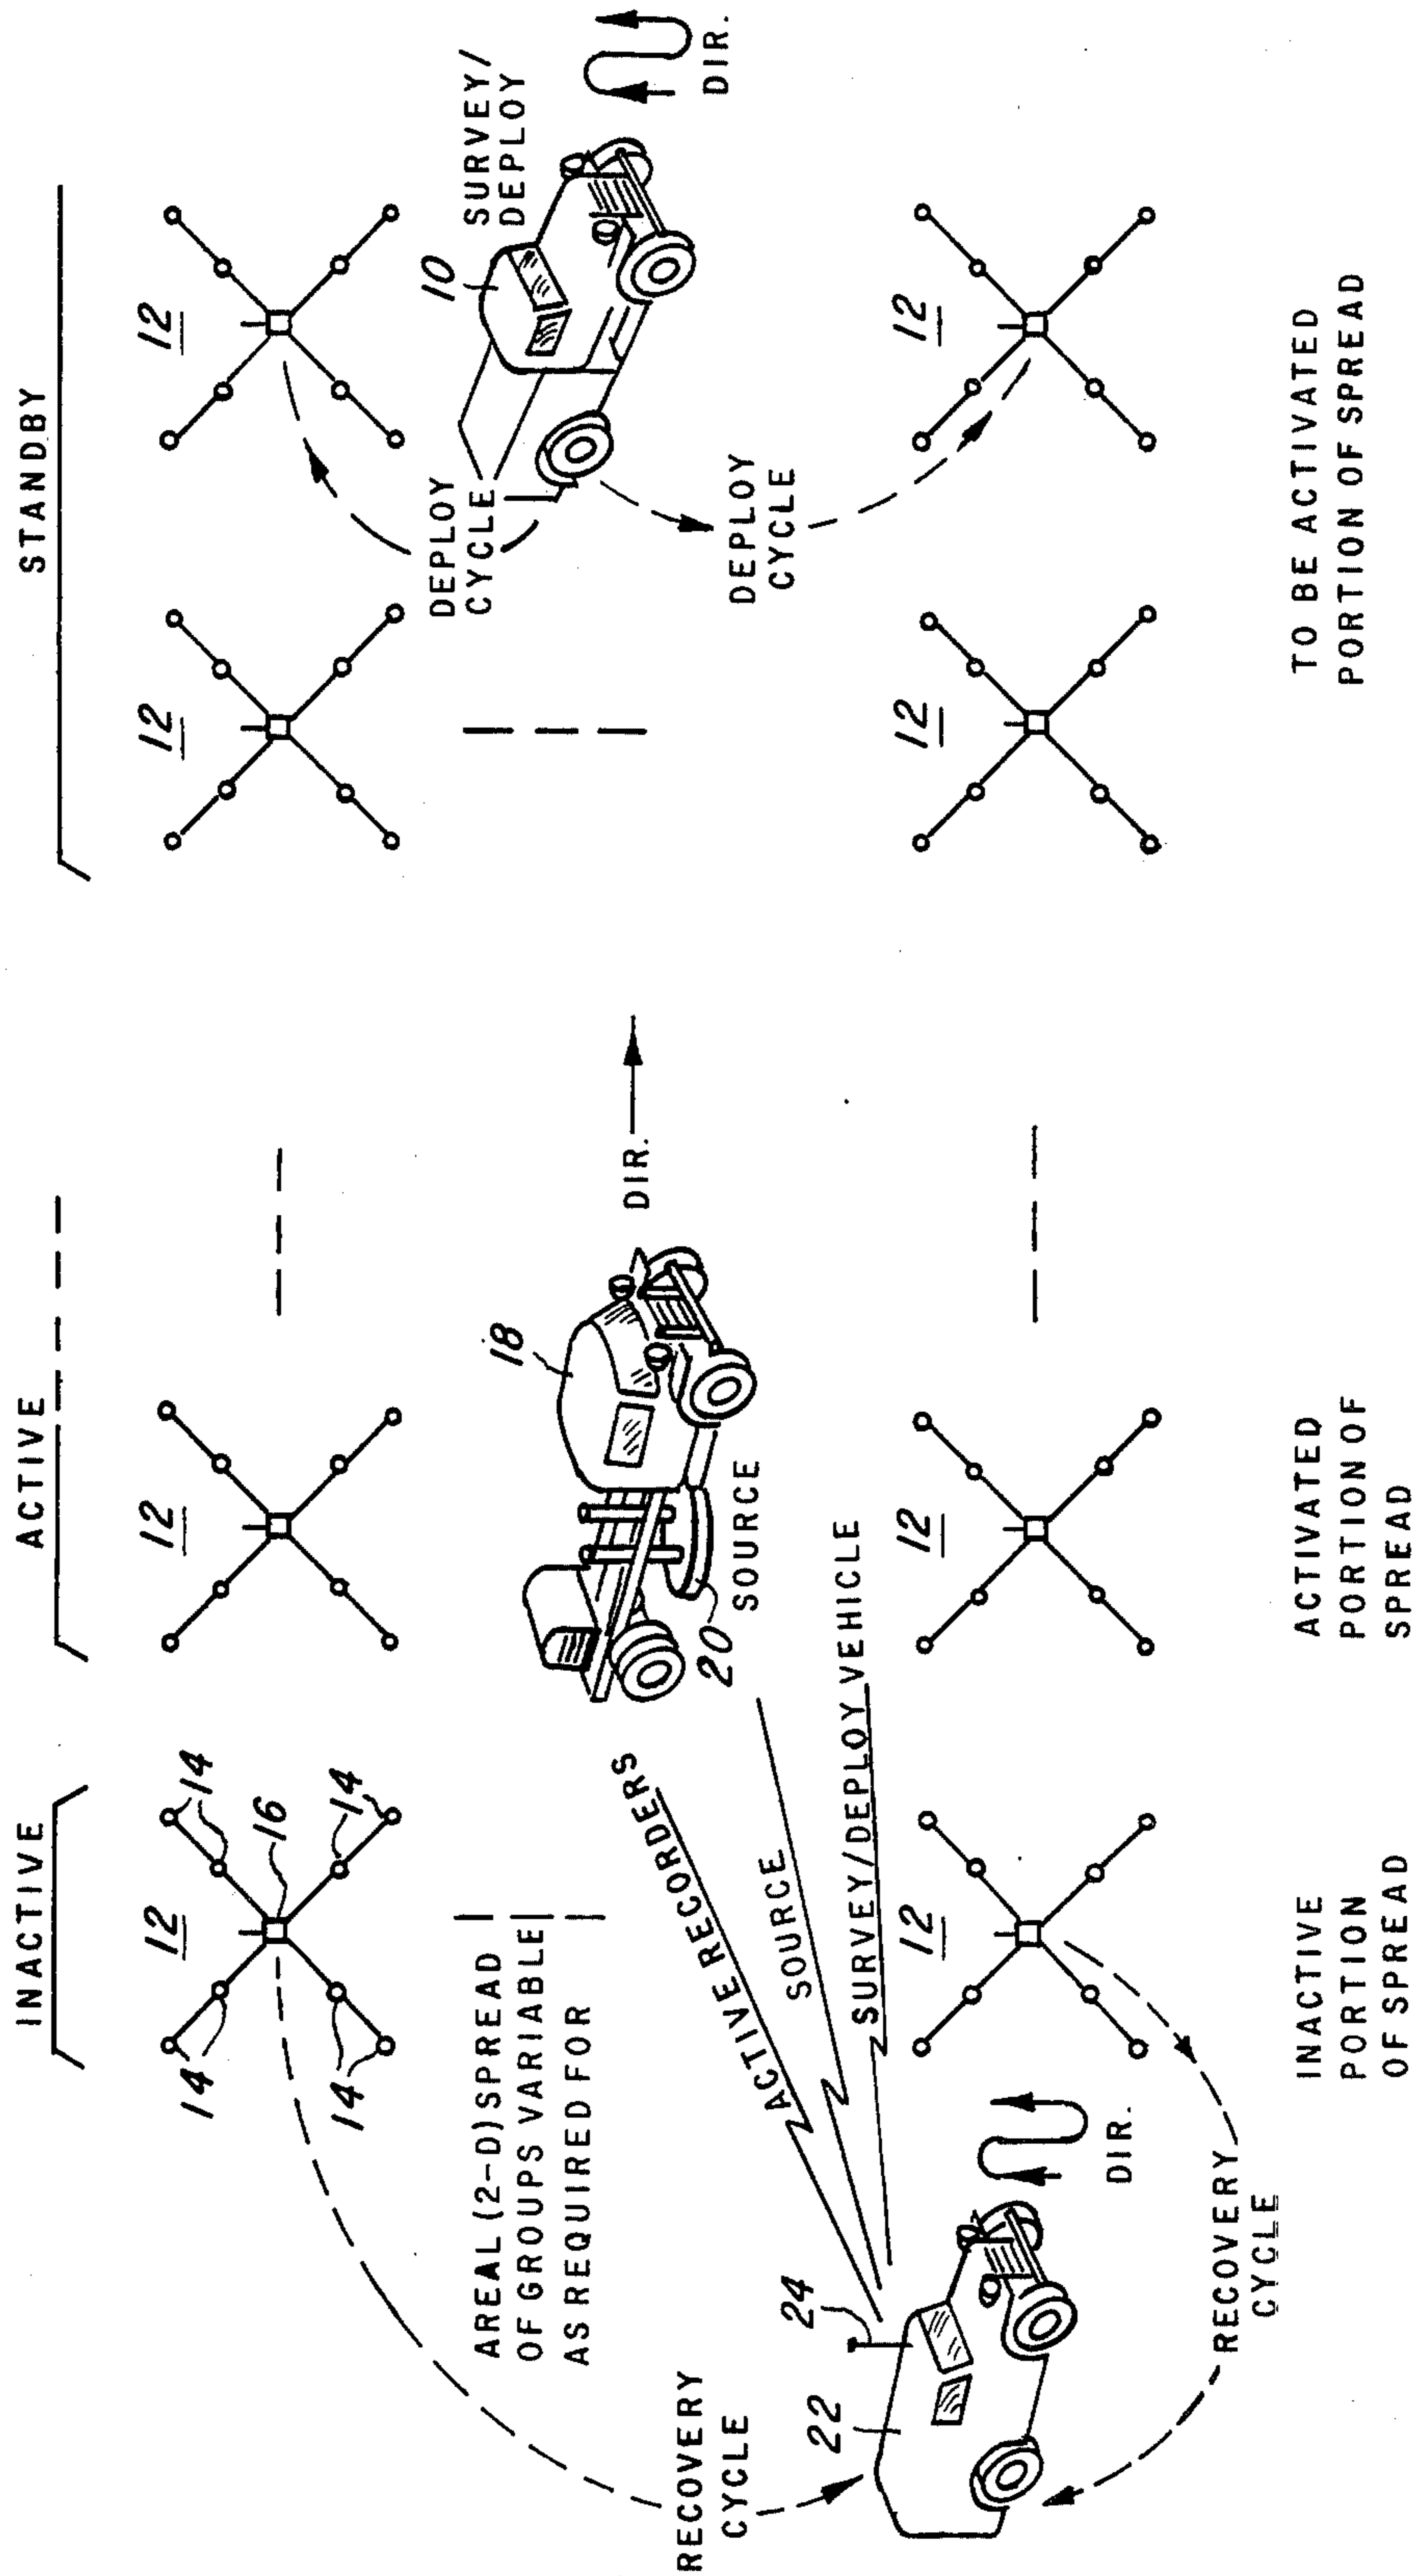 INACTIVE
ACTIVE
STANDBY
12
12
12
12
14
14
14
14
16
AREAL (2-D) SPREAD
OF GROUPS VARIABLE
AS REQUIRED FOR
18
DIR.
20
SOURCE
DEPLOY
CYCLE
10
SURVEY/
DEPLOY
DIR.
DEPLOY
CYCLE
ACTIVE RECORDERS
SOURCE
SURVEY/DEPLOY VEHICLE
RECOVERY
CYCLE
22
24
DIR.
12
12
12
12
RECOVERY
CYCLE
INACTIVE
PORTION
OF SPREAD
ACTIVATED
PORTION OF
SPREAD
TO BE ACTIVATED
PORTION OF SPREAD